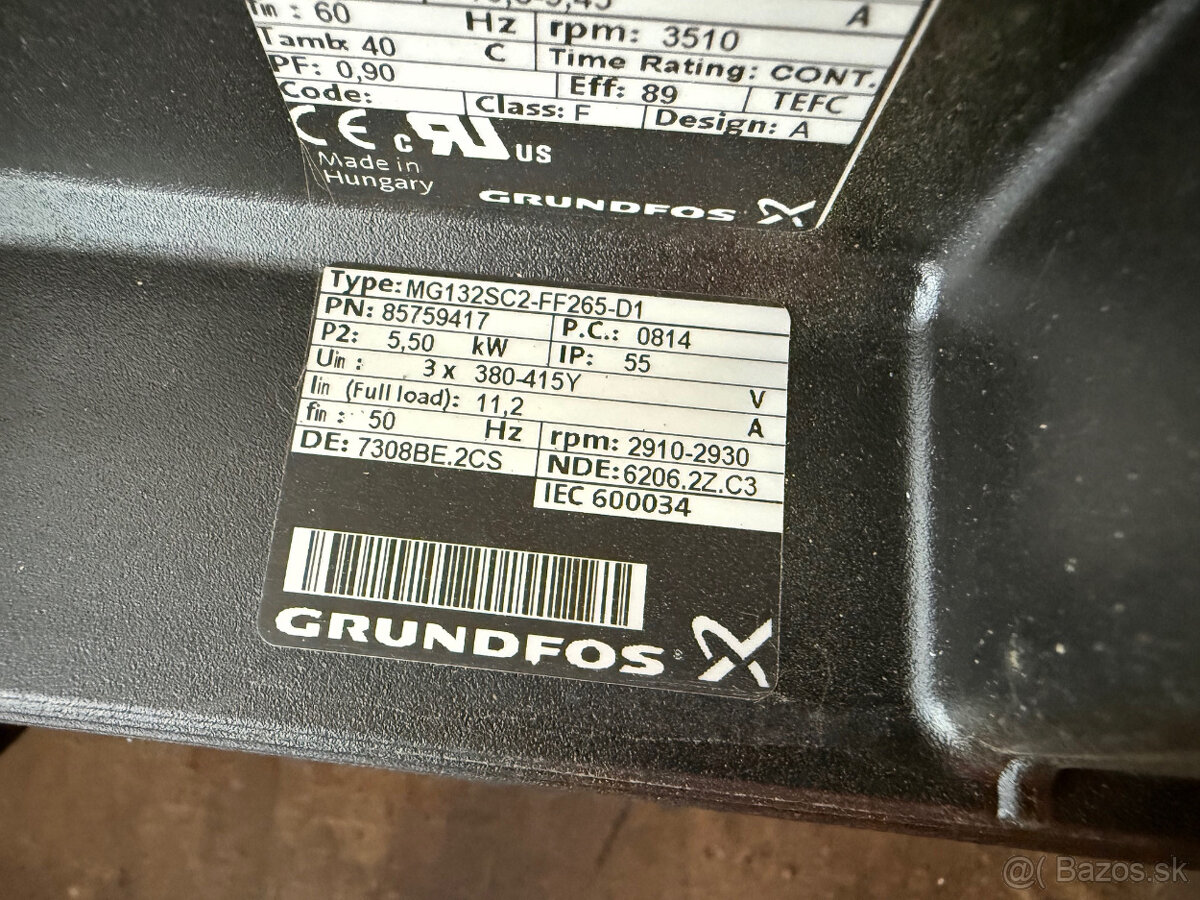 A
fin : 60 Hz rpm: 3510
Tamb: 40 C Time Rating: CONT.
PF: 0,90 Eff: 89 TEFC
Code: Class: F Design: A
CE c RU US
Made in
Hungary
GRUNDFOS
Type: MG132SC2-FF265-D1
PN: 85759417 P.C.: 0814
P2: 5,50 kW IP: 55
Uin : 3 x 380-415Y V
Iin (Full load): 11,2 A
fin : 50 Hz rpm: 2910-2930
DE: 7308BE.2CS NDE: 6206.2Z.C3
IEC 600034
GRUNDFOS
@( Bazos.sk